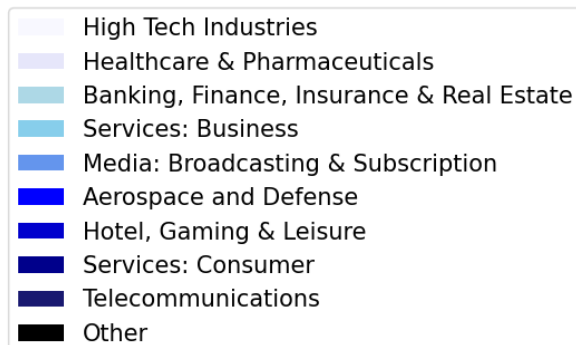 High Tech Industries
Healthcare & Pharmaceuticals
Banking, Finance, Insurance & Real Estate
Services: Business
Media: Broadcasting & Subscription
Aerospace and Defense
Hotel, Gaming & Leisure
Services: Consumer
Telecommunications
Other